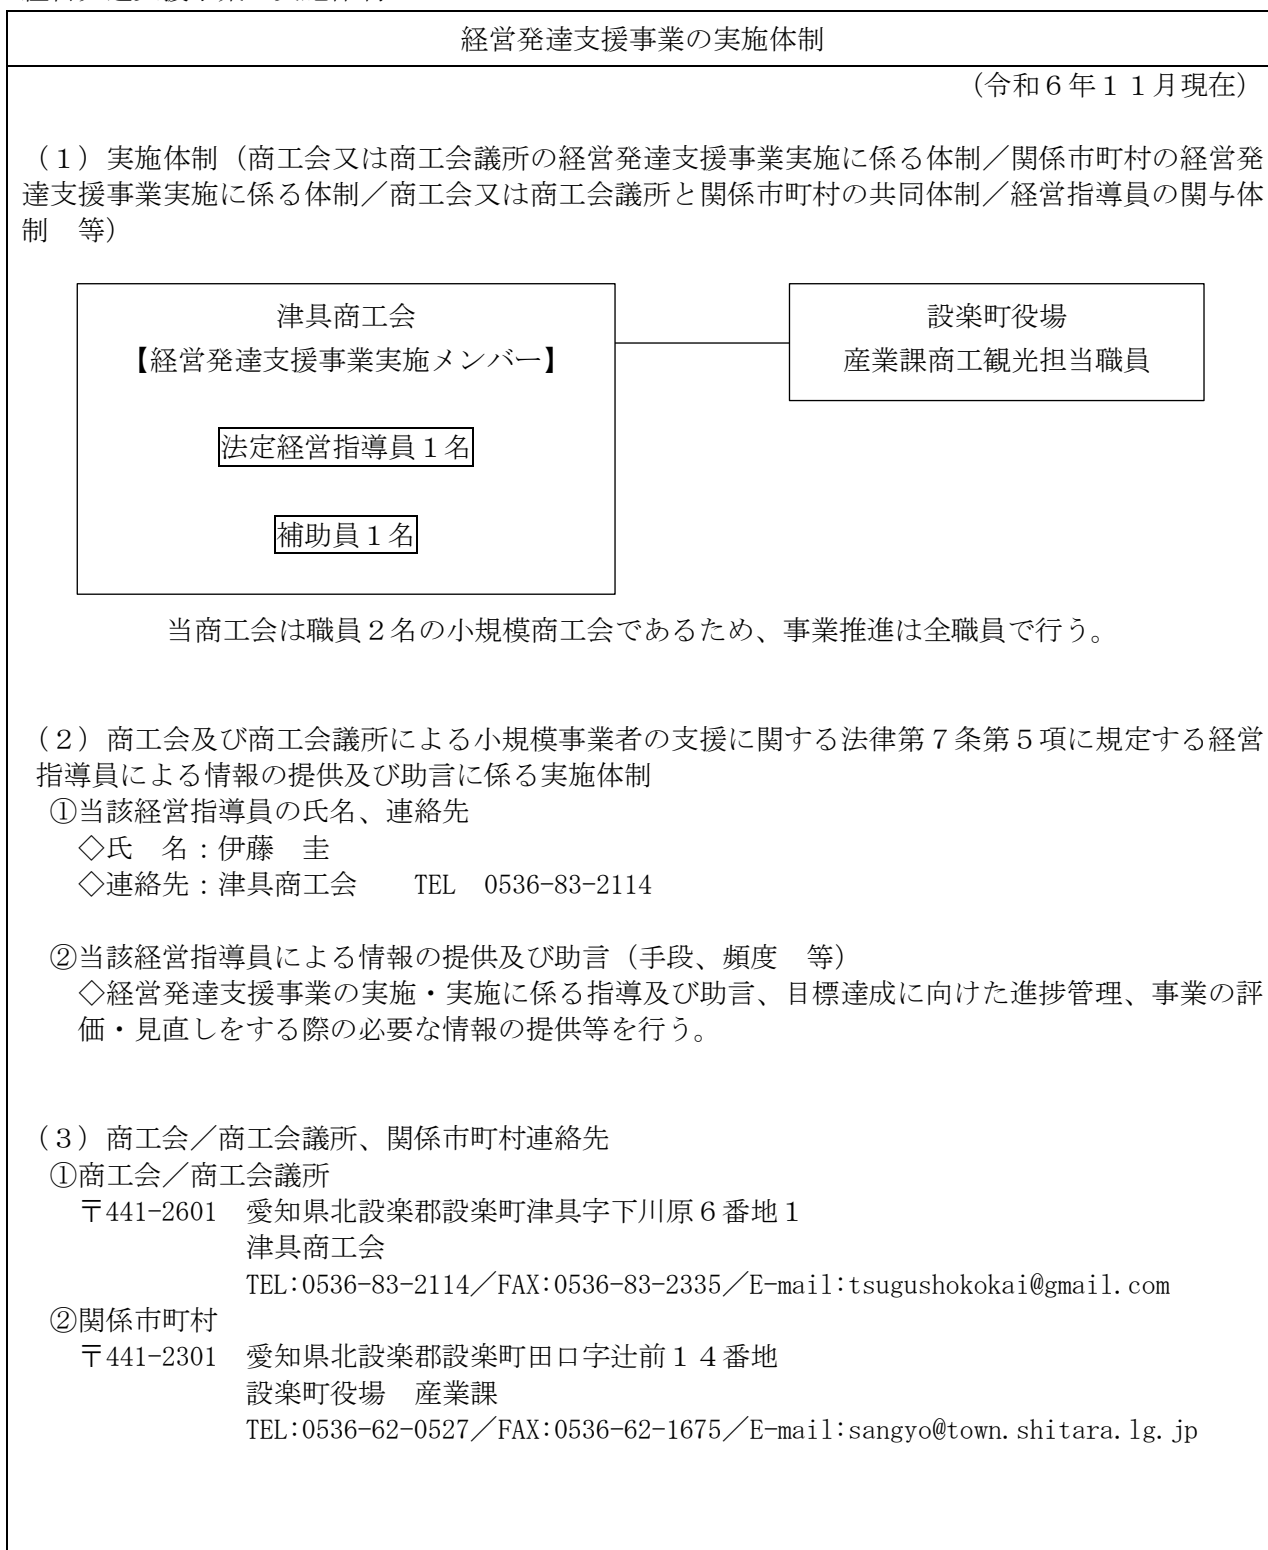 経営発達支援事業の実施体制
（令和６年１１月現在）
（１）実施体制（商工会又は商工会議所の経営発達支援事業実施に係る体制／関係市町村の経営発
達支援事業実施に係る体制／商工会又は商工会議所と関係市町村の共同体制／経営指導員の関与体
制　等）
津具商工会
【経営発達支援事業実施メンバー】
法定経営指導員１名
補助員１名
設楽町役場
産業課商工観光担当職員
当商工会は職員２名の小規模商工会であるため、事業推進は全職員で行う。
（２）商工会及び商工会議所による小規模事業者の支援に関する法律第７条第５項に規定する経営
指導員による情報の提供及び助言に係る実施体制
①当該経営指導員の氏名、連絡先
◇氏　名：伊藤　圭
◇連絡先：津具商工会　　TEL　0536-83-2114
②当該経営指導員による情報の提供及び助言（手段、頻度　等）
◇経営発達支援事業の実施・実施に係る指導及び助言、目標達成に向けた進捗管理、事業の評
価・見直しをする際の必要な情報の提供等を行う。
（３）商工会／商工会議所、関係市町村連絡先
①商工会／商工会議所
〒441-2601　愛知県北設楽郡設楽町津具字下川原６番地１
津具商工会
TEL:0536-83-2114／FAX:0536-83-2335／E-mail:tsugushokokai@gmail.com
②関係市町村
〒441-2301　愛知県北設楽郡設楽町田口字辻前１４番地
設楽町役場　産業課
TEL:0536-62-0527／FAX:0536-62-1675／E-mail:sangyo@town.shitara.lg.jp